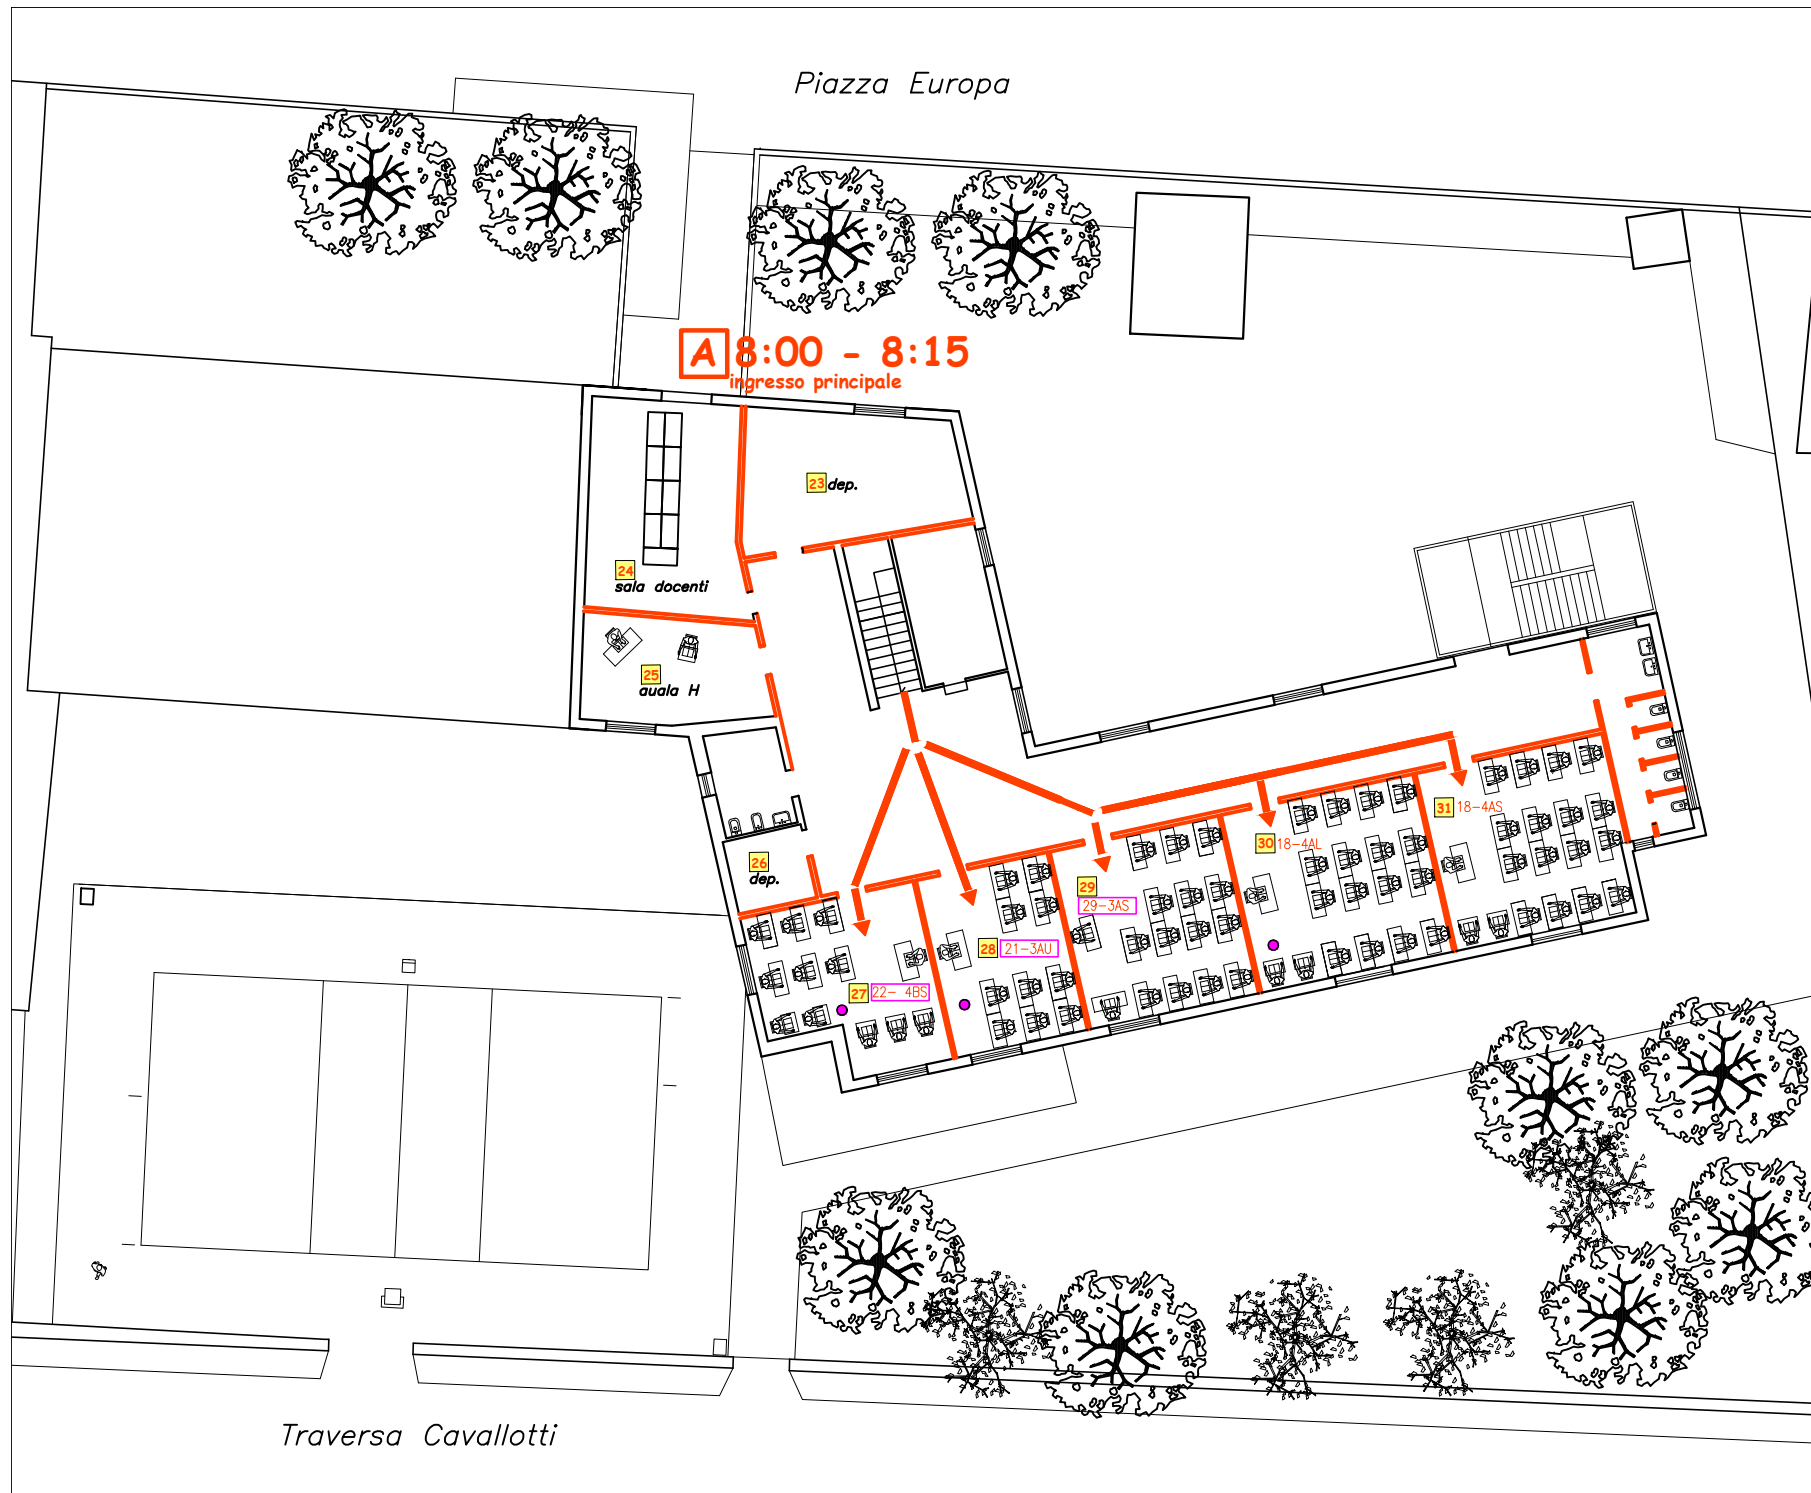 Piazza Europa
A 8:00 - 8:15
ingresso principale
23 dep.
24
sala docenti
25
auala H
26
dep.
27 22- 4BS
28 21-3AU
29
29-3AS
30 18-4AL
31 18-4AS
Traversa Cavallotti